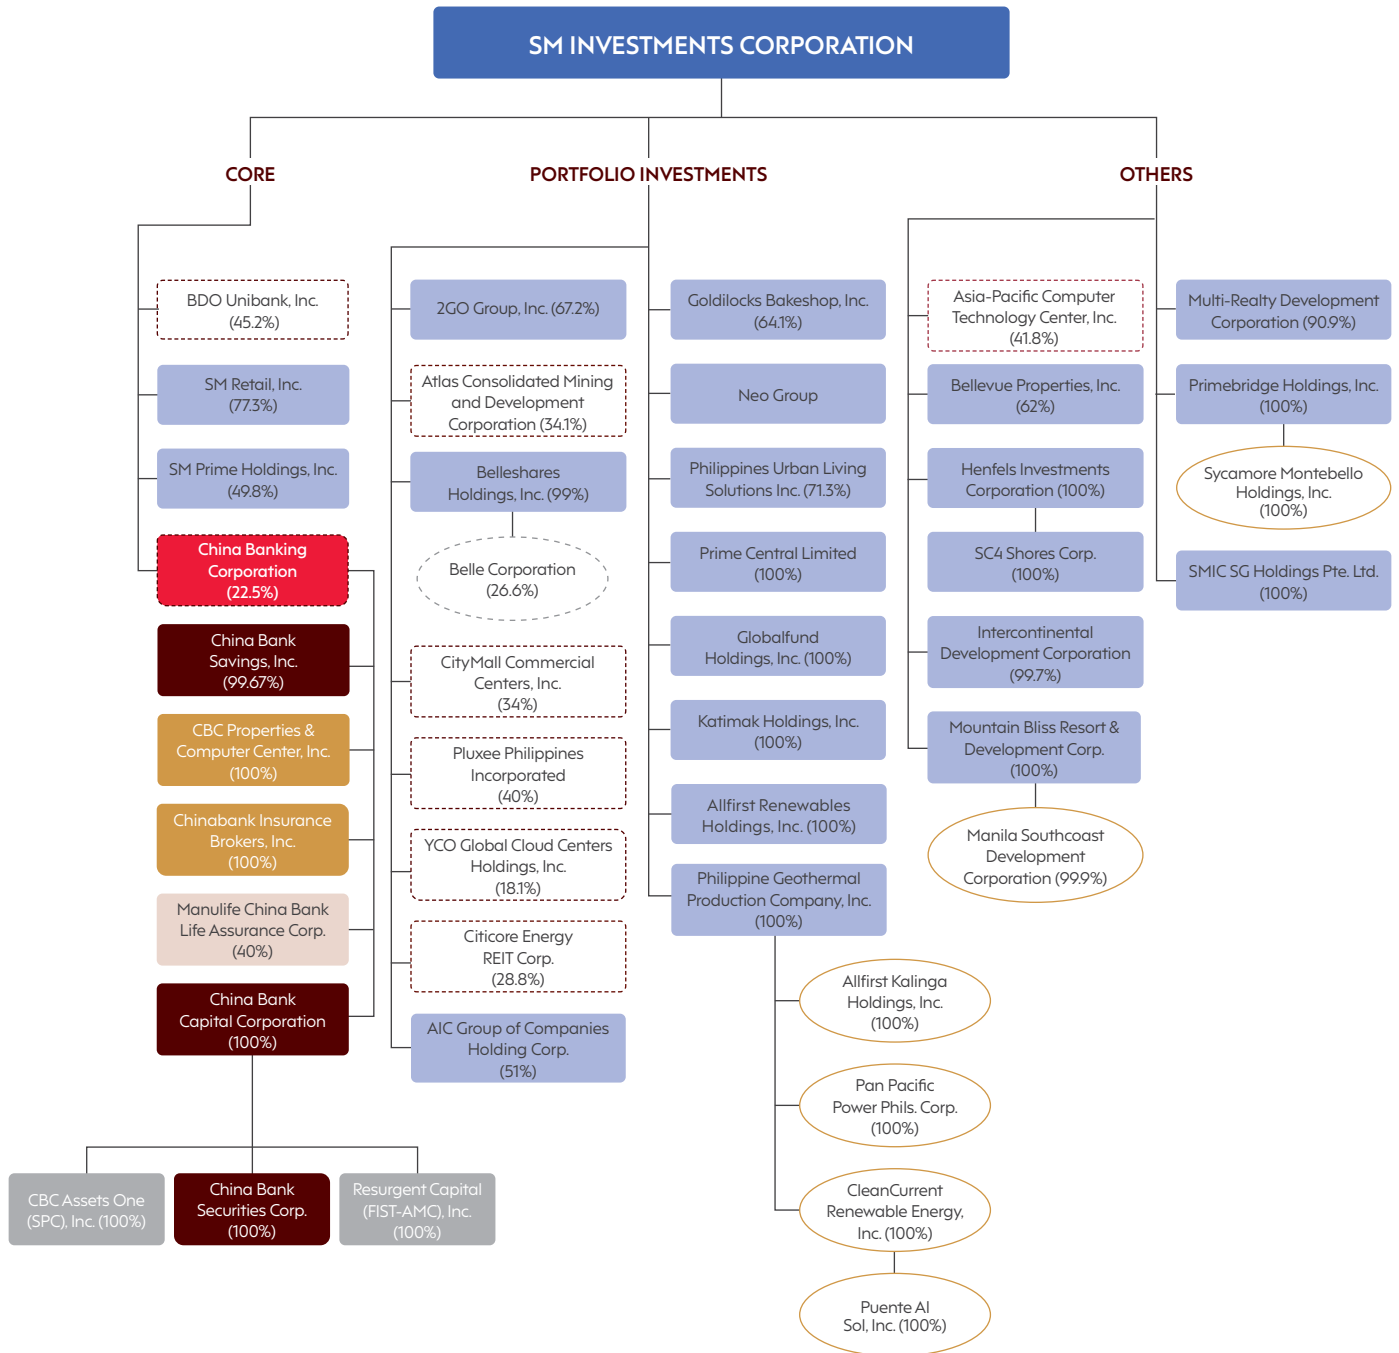 SM INVESTMENTS CORPORATION
CORE
BDO Unibank, Inc.
(45.2%)
SM Retail, Inc.
(77.3%)
SM Prime Holdings, Inc.
(49.8%)
China Banking
Corporation
(22.5%)
China Bank
Savings, Inc.
(99.67%)
CBC Properties &
Computer Center, Inc.
(100%)
Chinabank Insurance
Brokers, Inc.
(100%)
Manulife China Bank
Life Assurance Corp.
(40%)
China Bank
Capital Corporation
(100%)
CBC Assets One
(SPC), Inc. (100%)
China Bank
Securities Corp.
(100%)
Resurgent Capital
(FIST-AMC), Inc.
(100%)
PORTFOLIO INVESTMENTS
2GO Group, Inc. (67.2%)
Atlas Consolidated Mining
and Development
Corporation (34.1%)
Belleshares
Holdings, Inc. (99%)
Belle Corporation
(26.6%)
CityMall Commercial
Centers, Inc.
(34%)
Pluxee Philippines
Incorporated
(40%)
YCO Global Cloud Centers
Holdings, Inc.
(18.1%)
Citicore Energy
REIT Corp.
(28.8%)
AIC Group of Companies
Holding Corp.
(51%)
Goldilocks Bakeshop, Inc.
(64.1%)
Neo Group
Philippines Urban Living
Solutions Inc. (71.3%)
Prime Central Limited
(100%)
Globalfund
Holdings, Inc. (100%)
Katimak Holdings, Inc.
(100%)
Allfirst Renewables
Holdings, Inc. (100%)
Philippine Geothermal
Production Company, Inc.
(100%)
Allfirst Kalinga
Holdings, Inc.
(100%)
Pan Pacific
Power Phils. Corp.
(100%)
CleanCurrent
Renewable Energy,
Inc. (100%)
Puente Al
Sol, Inc. (100%)
OTHERS
Asia-Pacific Computer
Technology Center, Inc.
(41.8%)
Bellevue Properties, Inc.
(62%)
Henfels Investments
Corporation (100%)
SC4 Shores Corp.
(100%)
Intercontinental
Development Corporation
(99.7%)
Mountain Bliss Resort &
Development Corp.
(100%)
Manila Southcoast
Development
Corporation (99.9%)
Multi-Realty Development
Corporation (90.9%)
Primebridge Holdings, Inc.
(100%)
Sycamore Montebello
Holdings, Inc.
(100%)
SMIC SG Holdings Pte. Ltd.
(100%)